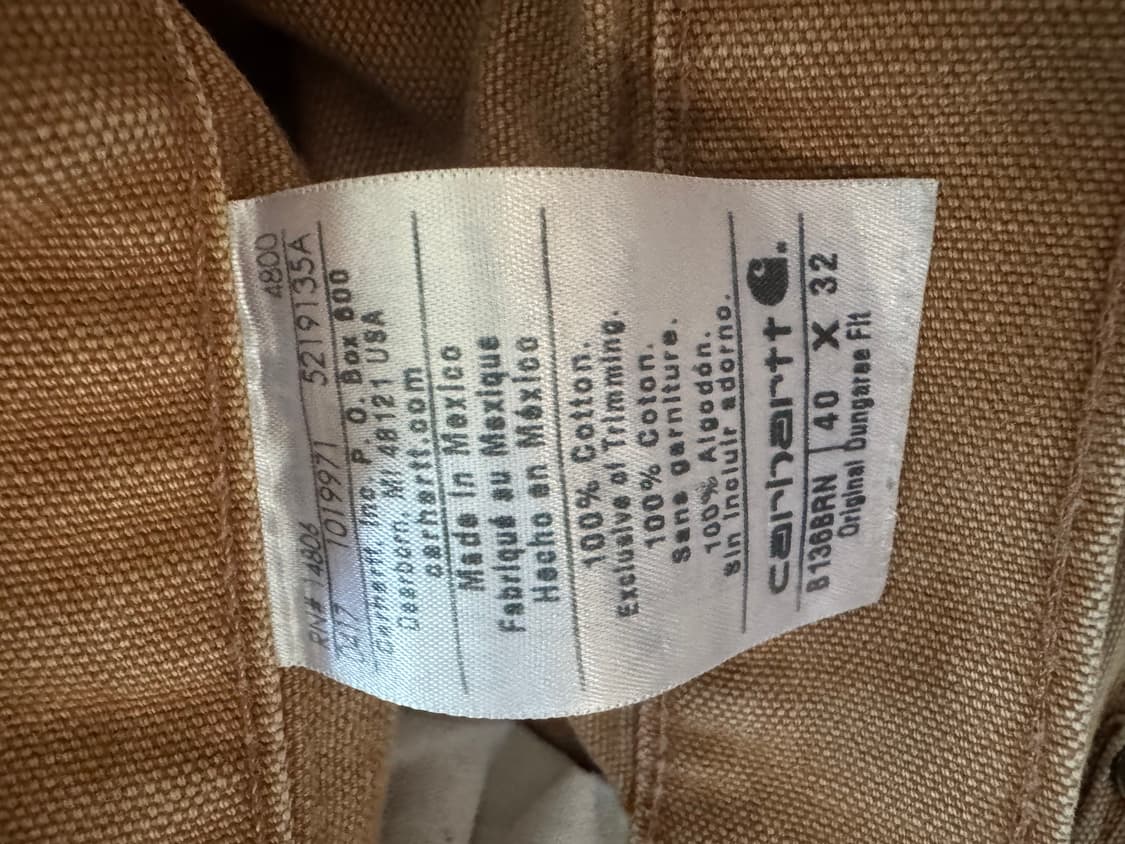 carhartt
B136BRN | 40 X 32
Original Dungaree Fit
100% Cotton.
Exclusive of Trimming.
100% Coton.
Sans garniture.
100% Algodón.
Sin incluir adorno.
Made in Mexico
Fabriqué au Mexique
Hecho en México
RN# 14806 4800
101997 1 5219135A
Carhartt, Inc. P. O. Box 600
Dearborn, MI 48121 USA
carhartt.com